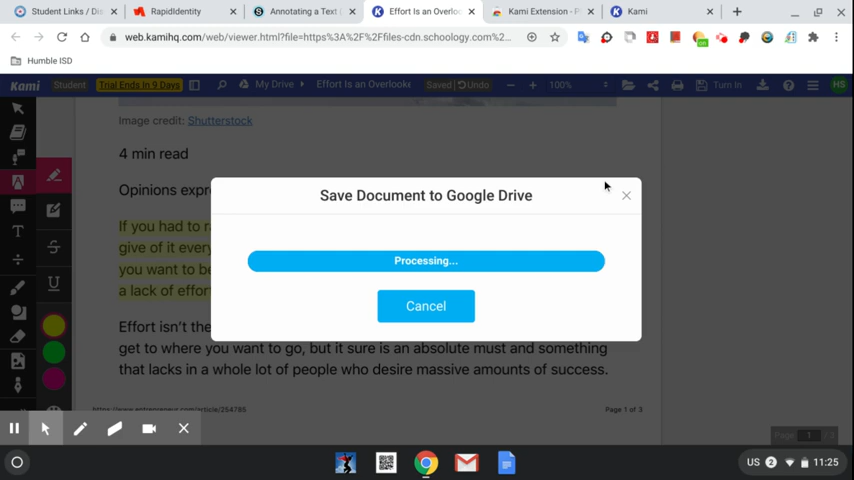 Student Links / Di
RapidIdentity
Annotating a Text (
Effort Is an Overloo
Kami Extension - P
Kami
web.kamihq.com/web/viewer.html?file=https%3A%2F%2Ffiles-cdn.schoology.com%2...
Humble ISD
Kami Student Trial Ends in 9 Days My Drive Effort Is an Overlook Saved Undo 100% Turn In HS
Image credit: Shutterstock
4 min read
Opinions expr
Save Document to Google Drive
If you had to ra
give of it every
Processing...
you want to be
a lack of effor
Cancel
Effort isn't the
get to where you want to go, but it sure is an absolute must and something
that lacks in a whole lot of people who desire massive amounts of success.
https://www.entrepreneur.com/article/254785 Page 1 of 3
Page 1 / 3
US 2 11:25